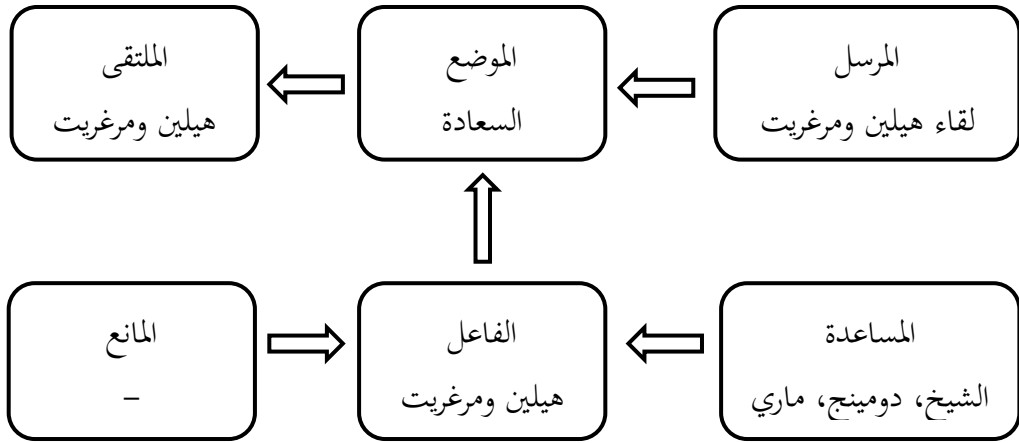 المرسل
لقاء هيلين ومرغريت
الموضع
السعادة
الملتقى
هيلين ومرغريت
المساعدة
الشيخ، دومينج، ماري
الفاعل
هيلين ومرغريت
المانع
–